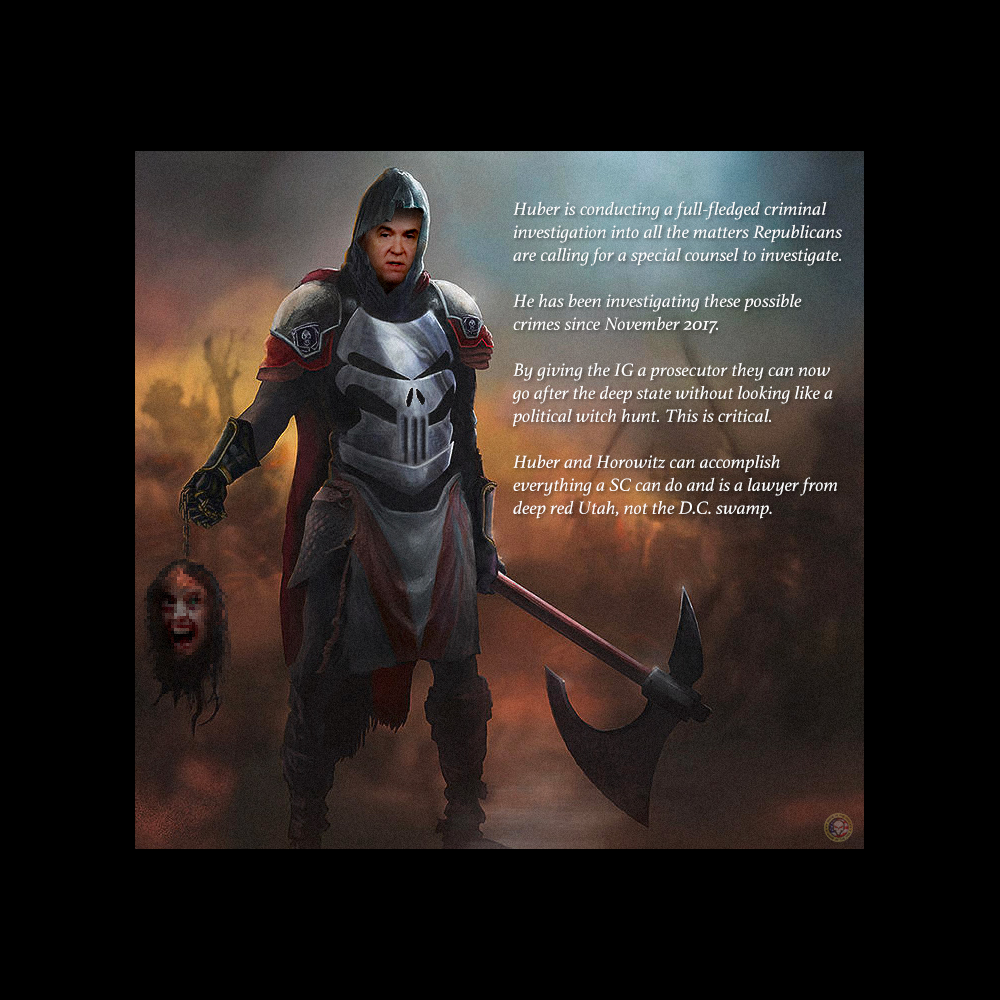 Huber is conducting a full-fledged criminal
investigation into all the matters Republicans
are calling for a special counsel to investigate.
He has been investigating these possible
crimes since November 2017.
By giving the IG a prosecutor they can now
go after the deep state without looking like a
political witch hunt. This is critical.
Huber and Horowitz can accomplish
everything a SC can do and is a lawyer from
deep red Utah, not the D.C. swamp.